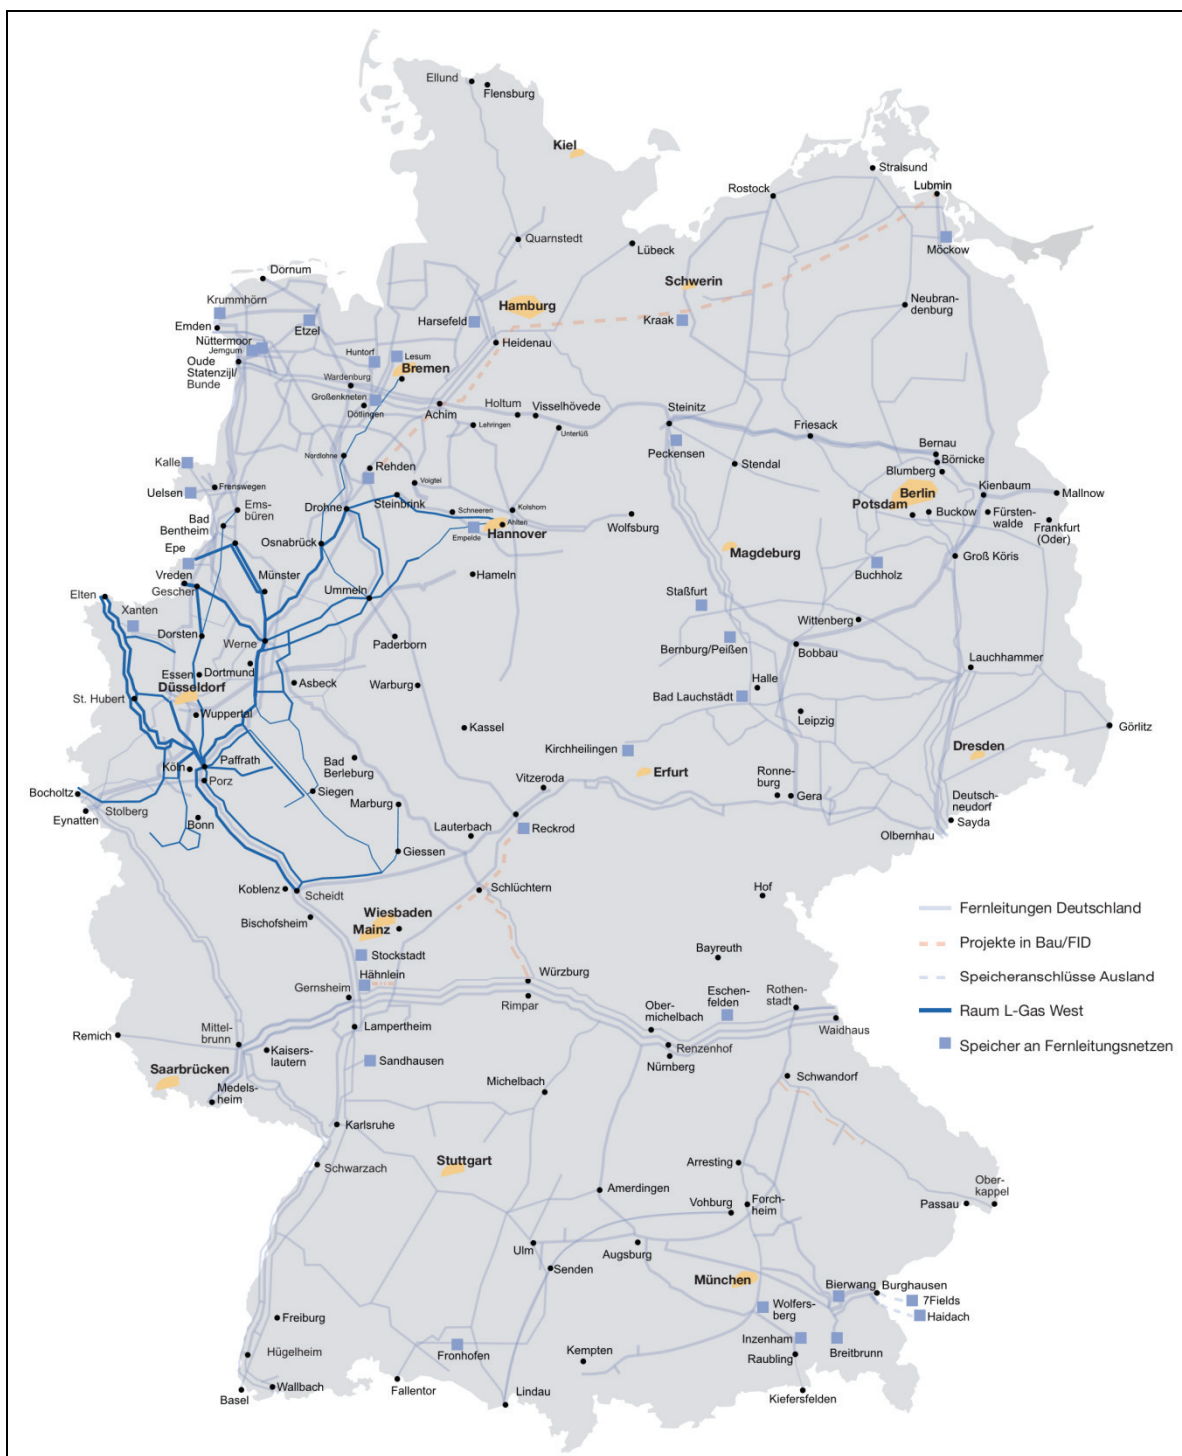 Ellund
Flensburg
Kiel
Stralsund
Rostock
Lubmin
Quarnstedt
Lübeck
Möckow
Dornum
Schwerin
Krummhörn
Hamburg
Neubran-
denburg
Emden
Etzel
Harsefeld
Kraak
Nüttermoor
Jemgum
Heidenau
Oude
Statenzijl/
Bunde
Huntorf
Lesum
Bremen
Wardenburg
Großenkneten
Dötlingen
Achim
Holtum
Visselhövede
Steinitz
Lehringen
Unterlüß
Friesack
Bernau
Börnicke
Blumberg
Nordlohne
Peckensen
Kalle
Rehden
Voigtei
Stendal
Uelsen
Frenswegen
Kienbaum
Mallnow
Berlin
Ems-
büren
Steinbrink
Potsdam
Buckow
Fürsten-
walde
Bad
Bentheim
Drohne
Schneeren
Kolshorn
Wolfsburg
Frankfurt
(Oder)
Ahlten
Hannover
Empelde
Osnabrück
Epe
Magdeburg
Groß Köris
Vreden
Münster
Hameln
Buchholz
Gescher
Elten
Ummeln
Staßfurt
Xanten
Wittenberg
Dorsten
Werne
Paderborn
Bernburg/Peißen
Bobbau
Lauchhammer
Essen
Dortmund
Asbeck
Warburg
Halle
Düsseldorf
St. Hubert
Bad Lauchstädt
Wuppertal
Leipzig
Görlitz
Kassel
Kirchheilingen
Dresden
Köln
Paffrath
Bad
Berleburg
Erfurt
Ronne-
burg
Porz
Vitzeroda
Bocholtz
Siegen
Gera
Deutsch-
neudorf
Stolberg
Marburg
Eynatten
Bonn
Lauterbach
Reckrod
Sayda
Olbernhau
Giessen
Koblenz
Scheidt
Schlüchtern
Hof
Wiesbaden
Bischofsheim
Mainz
Stockstadt
Bayreuth
Hähnlein
Würzburg
Gernsheim
Rimpar
Eschen-
felden
Rothen-
stadt
Ober-
michelbach
Waidhaus
Remich
Mittel-
brunn
Lampertheim
Kaisers-
lautern
Renzenhof
Nürnberg
Saarbrücken
Sandhausen
Medels-
heim
Michelbach
Schwandorf
Karlsruhe
Stuttgart
Schwarzach
Arresting
Ober-
kappel
Amerdingen
Vohburg
Forch-
heim
Passau
Ulm
Augsburg
Senden
München
Bierwang
Burghausen
7Fields
Haidach
Freiburg
Wolfers-
berg
Hügelheim
Fronhofen
Kempten
Inzenham
Raubling
Breitbrunn
Basel
Wallbach
Fallentor
Lindau
Kiefersfelden
Fernleitungen Deutschland
Projekte in Bau/FID
Speicheranschlüsse Ausland
Raum L-Gas West
Speicher an Fernleitungsnetzen